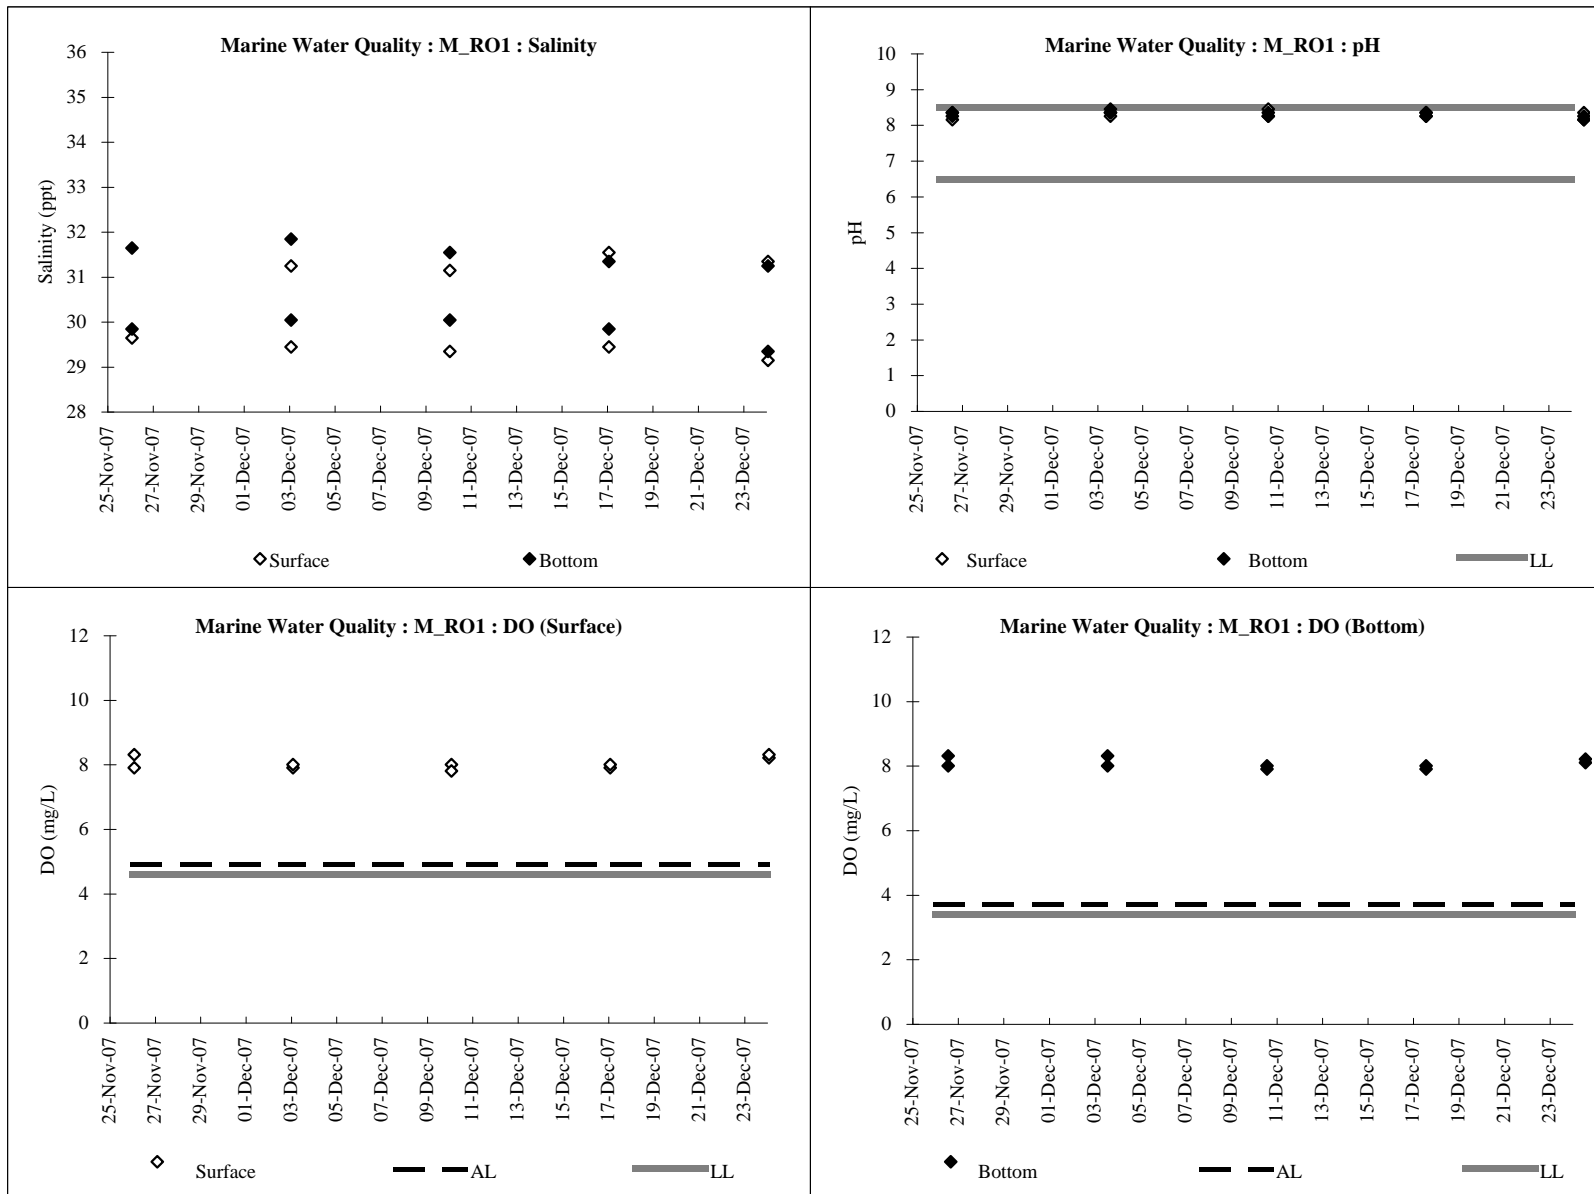 Marine Water Quality : M_RO1 : Salinity
36
35
34
33
32
31
30
29
28
Salinity (ppt)
25-Nov-07
27-Nov-07
29-Nov-07
01-Dec-07
03-Dec-07
05-Dec-07
07-Dec-07
09-Dec-07
11-Dec-07
13-Dec-07
15-Dec-07
17-Dec-07
19-Dec-07
21-Dec-07
23-Dec-07
Surface Bottom
Marine Water Quality : M_RO1 : pH
10
9
8
7
6
5
4
3
2
1
0
pH
25-Nov-07
27-Nov-07
29-Nov-07
01-Dec-07
03-Dec-07
05-Dec-07
07-Dec-07
09-Dec-07
11-Dec-07
13-Dec-07
15-Dec-07
17-Dec-07
19-Dec-07
21-Dec-07
23-Dec-07
Surface Bottom LL
Marine Water Quality : M_RO1 : DO (Surface)
12
10
8
6
4
2
0
DO (mg/L)
25-Nov-07
27-Nov-07
29-Nov-07
01-Dec-07
03-Dec-07
05-Dec-07
07-Dec-07
09-Dec-07
11-Dec-07
13-Dec-07
15-Dec-07
17-Dec-07
19-Dec-07
21-Dec-07
23-Dec-07
Surface AL LL
Marine Water Quality : M_RO1 : DO (Bottom)
12
10
8
6
4
2
0
DO (mg/L)
25-Nov-07
27-Nov-07
29-Nov-07
01-Dec-07
03-Dec-07
05-Dec-07
07-Dec-07
09-Dec-07
11-Dec-07
13-Dec-07
15-Dec-07
17-Dec-07
19-Dec-07
21-Dec-07
23-Dec-07
Bottom AL LL